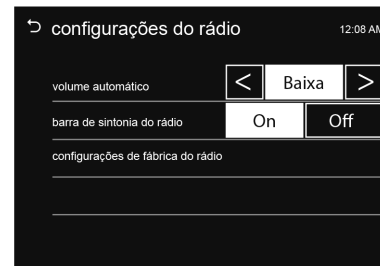 configurações do rádio 12:08 AM
volume automático < Baixa >
barra de sintonia do rádio On Off
configurações de fábrica do rádio